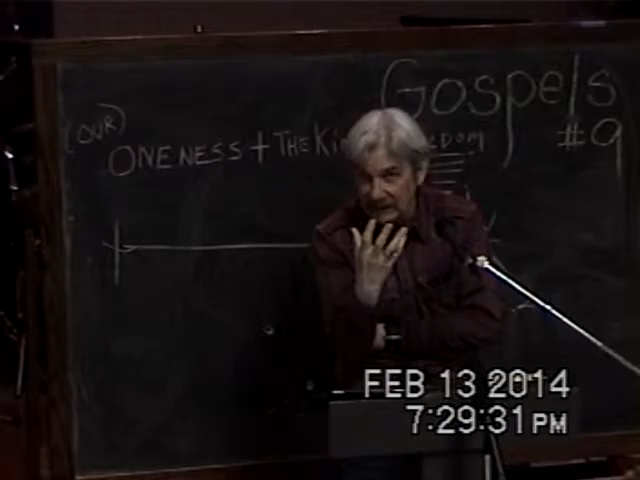 Gospels
#9
(OUR)
ONENESS + THE Ki  DOM
FEB 13 2014
7:29:31 PM